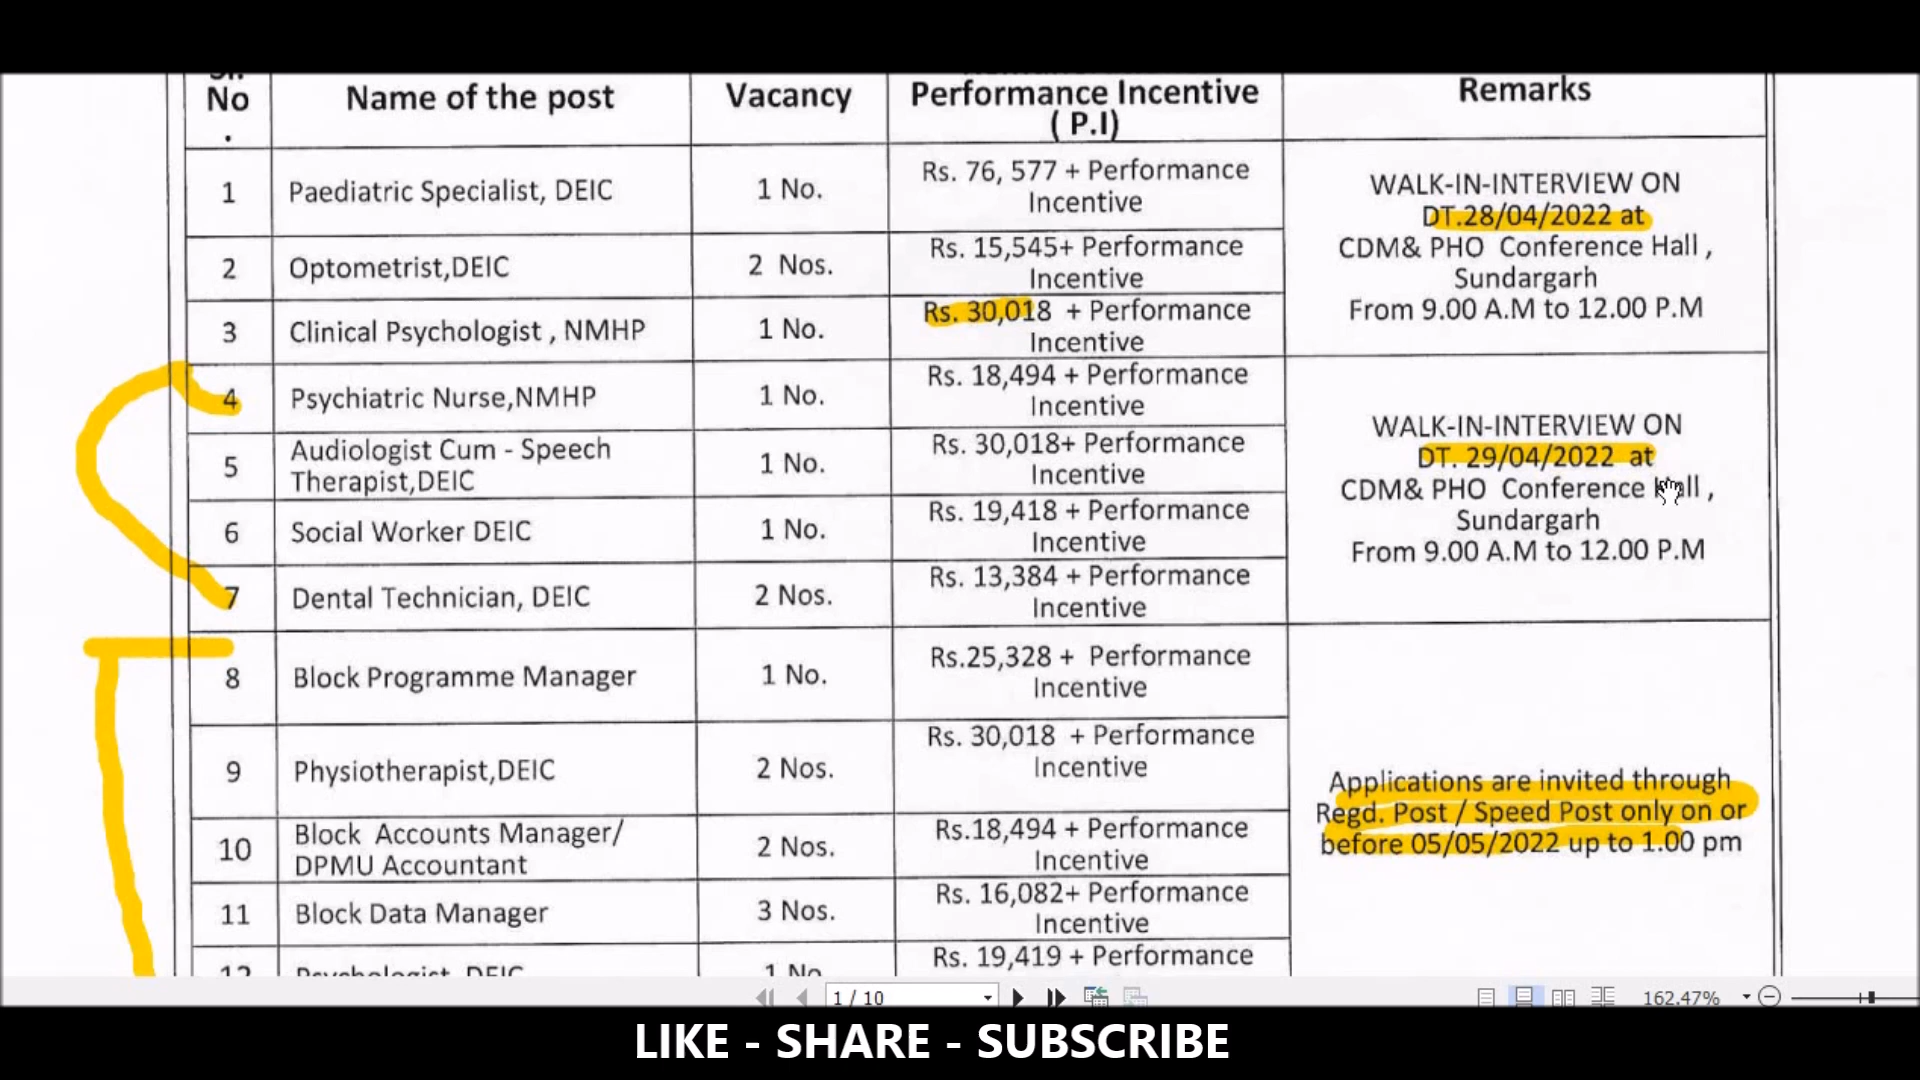 Sr.
No
.
Name of the post
Vacancy
Performance Incentive
( P.I)
Remarks
1
Paediatric Specialist, DEIC
1 No.
Rs. 76, 577 + Performance
Incentive
WALK-IN-INTERVIEW ON
DT.28/04/2022 at
CDM& PHO Conference Hall ,
Sundargarh
From 9.00 A.M to 12.00 P.M
2
Optometrist,DEIC
2 Nos.
Rs. 15,545+ Performance
Incentive
3
Clinical Psychologist , NMHP
1 No.
Rs. 30,018 + Performance
Incentive
4
Psychiatric Nurse,NMHP
1 No.
Rs. 18,494 + Performance
Incentive
WALK-IN-INTERVIEW ON
DT. 29/04/2022 at
CDM& PHO Conference Hall ,
Sundargarh
From 9.00 A.M to 12.00 P.M
5
Audiologist Cum - Speech
Therapist,DEIC
1 No.
Rs. 30,018+ Performance
Incentive
6
Social Worker DEIC
1 No.
Rs. 19,418 + Performance
Incentive
7
Dental Technician, DEIC
2 Nos.
Rs. 13,384 + Performance
Incentive
8
Block Programme Manager
1 No.
Rs.25,328 + Performance
Incentive
Applications are invited through
Regd. Post / Speed Post only on or
before 05/05/2022 up to 1.00 pm
9
Physiotherapist,DEIC
2 Nos.
Rs. 30,018 + Performance
Incentive
10
Block Accounts Manager/
DPMU Accountant
2 Nos.
Rs.18,494 + Performance
Incentive
11
Block Data Manager
3 Nos.
Rs. 16,082+ Performance
Incentive
12
Psychologist, DEIC
1 No
Rs. 19,419 + Performance
1 / 10
162.47%
LIKE - SHARE - SUBSCRIBE